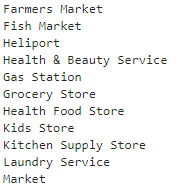 Farmers Market
Fish Market
Heliport
Health & Beauty Service
Gas Station
Grocery Store
Health Food Store
Kids Store
Kitchen Supply Store
Laundry Service
Market